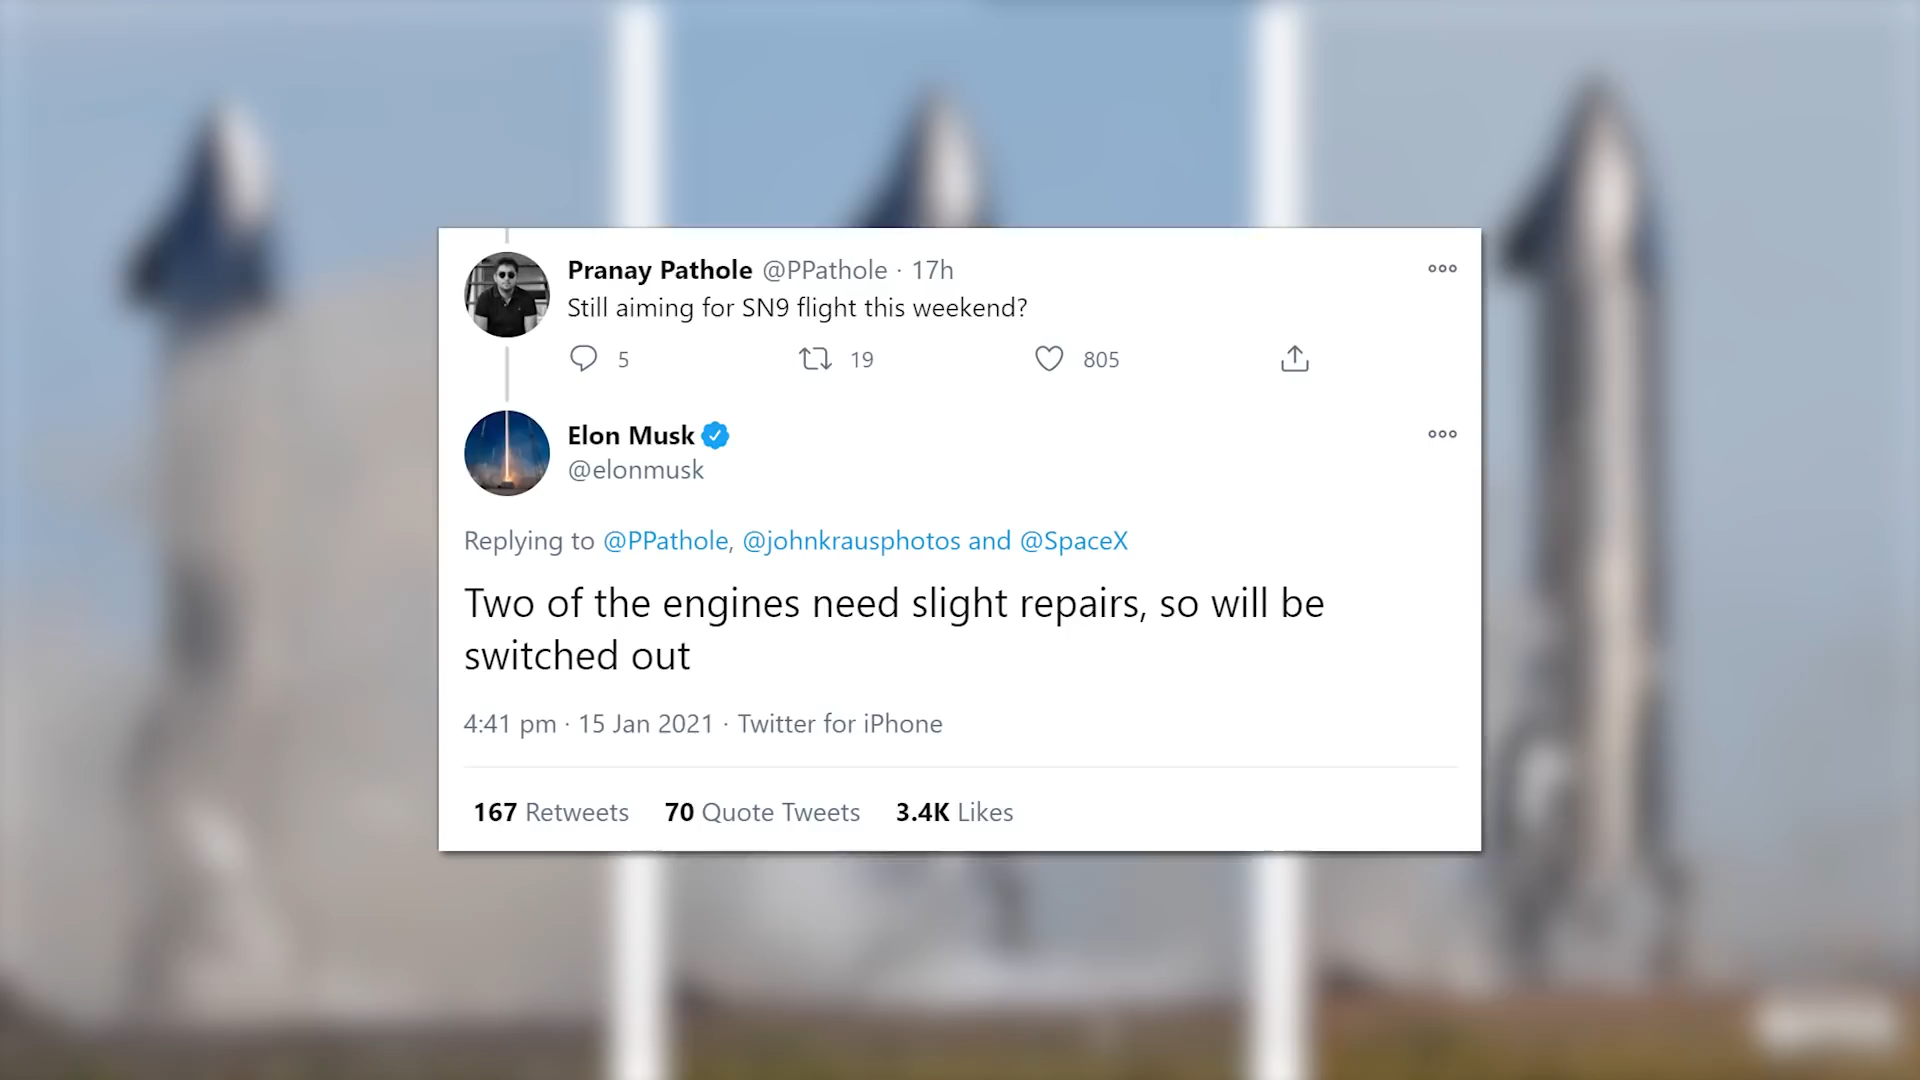 Pranay Pathole @PPathole · 17h
Still aiming for SN9 flight this weekend?
5 19 805
Elon Musk
@elonmusk
Replying to @PPathole, @johnkrausphotos and @SpaceX
Two of the engines need slight repairs, so will be
switched out
4:41 pm · 15 Jan 2021 · Twitter for iPhone
167 Retweets 70 Quote Tweets 3.4K Likes